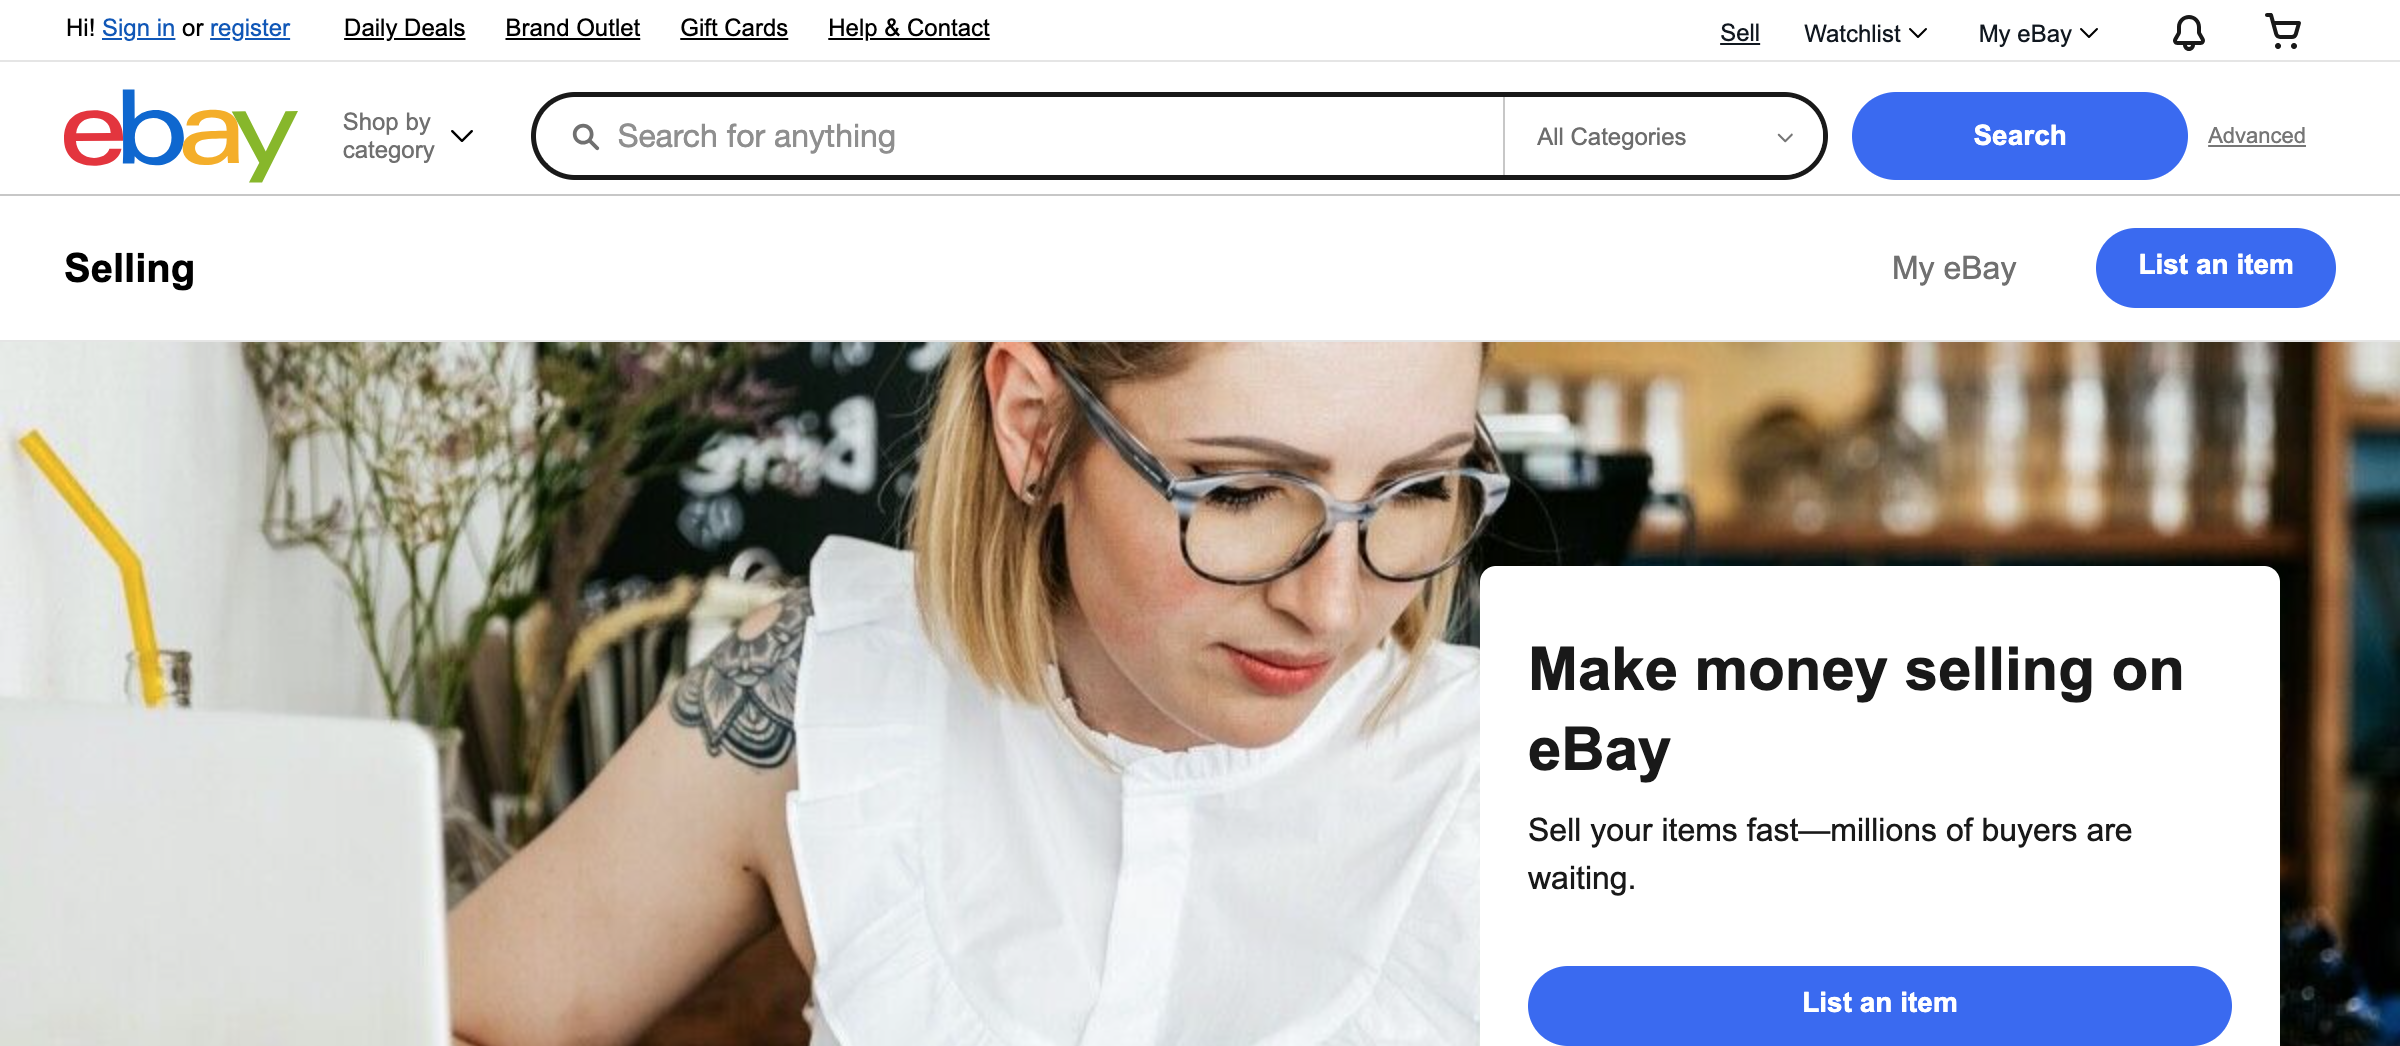 Hi! Sign in or register
Daily Deals
Brand Outlet
Gift Cards
Help & Contact
Sell
Watchlist
My eBay
ebay
Shop by
category
Search for anything
All Categories
Search
Advanced
Selling
My eBay
List an item
Make money selling on
eBay
Sell your items fast—millions of buyers are
waiting.
List an item